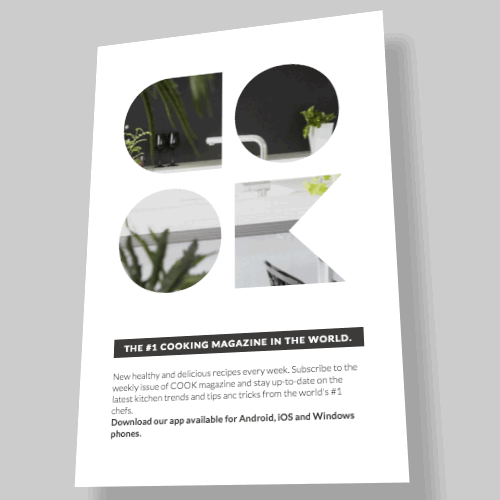 COOK
THE #1 COOKING MAGAZINE IN THE WORLD.
New healthy and delicious recipes every week. Subscribe to the
weekly issue of COOK magazine and stay up-to-date on the
latest kitchen trends and tips anc tricks from the world's #1
chefs.
Download our app available for Android, iOS and Windows
phones.